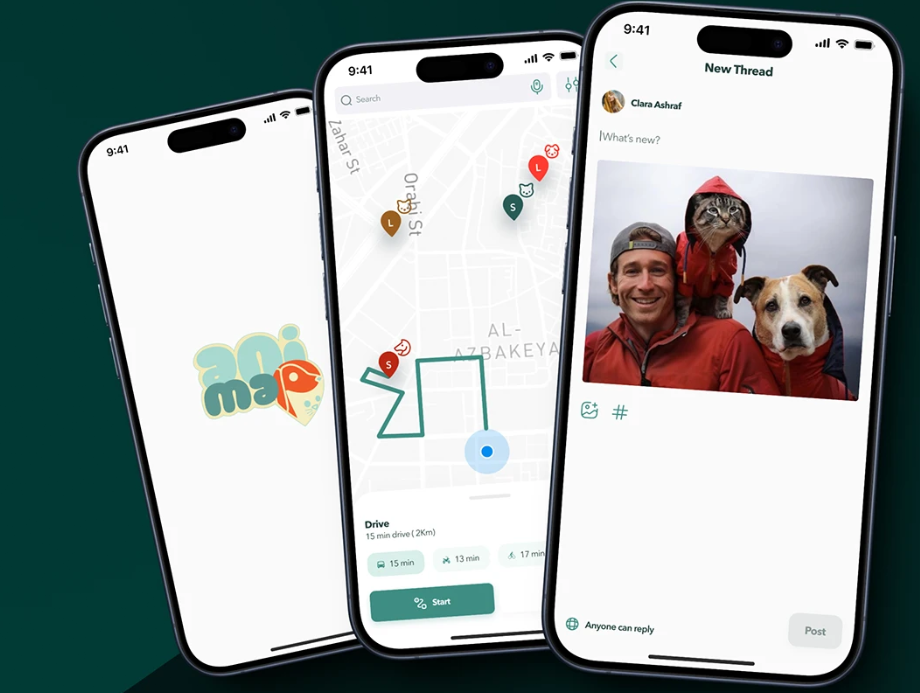 9:41
ani
map
9:41
Search
Zahar St
Orabi St
L
S
L
AL-
AZBAKEYA
S
Drive
15 min drive ( 2Km)
15 min
13 min
17 min
Start
9:41
New Thread
Clara Ashraf
What's new?
#
Anyone can reply
Post